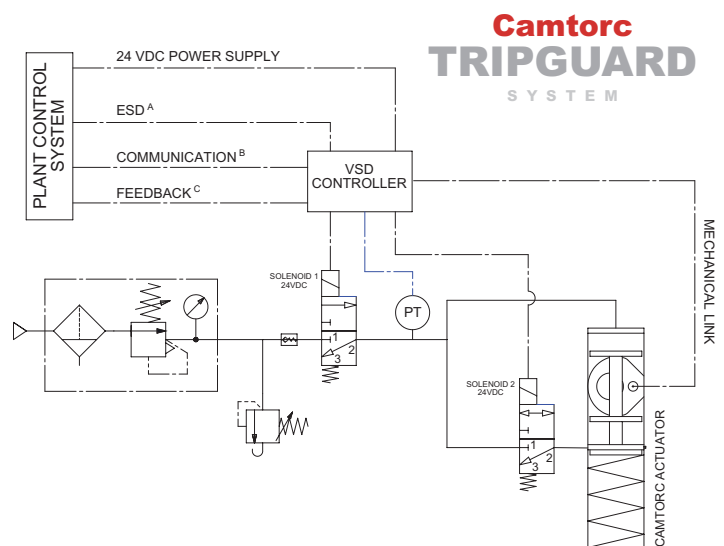 Camtorc
TRIPGUARD
SYSTEM
24 VDC POWER SUPPLY
PLANT CONTROL
SYSTEM
ESD A
COMMUNICATION B
FEEDBACK C
VSD
CONTROLLER
MECHANICAL LINK
SOLENOID 1
24VDC
PT
1
2
3
SOLENOID 2
24VDC
1
2
3
CAMTORC ACTUATOR